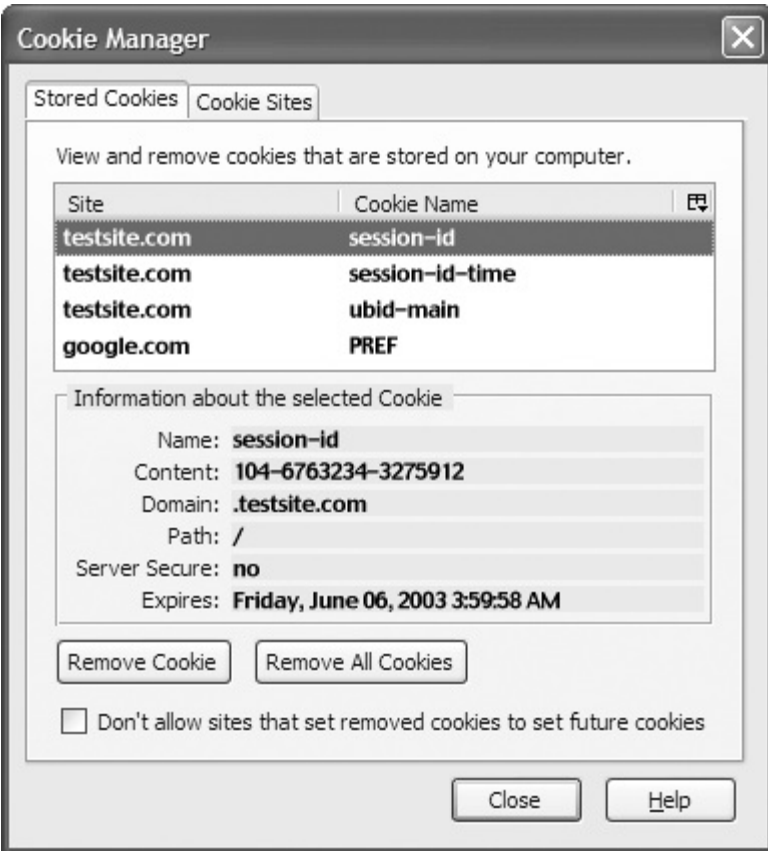 Cookie Manager
Stored Cookies Cookie Sites
View and remove cookies that are stored on your computer.
Site Cookie Name
testsite.com session-id
testsite.com session-id-time
testsite.com ubid-main
google.com PREF
Information about the selected Cookie
Name: session-id
Content: 104-6763234-3275912
Domain: .testsite.com
Path: /
Server Secure: no
Expires: Friday, June 06, 2003 3:59:58 AM
Remove Cookie Remove All Cookies
Don't allow sites that set removed cookies to set future cookies
Close Help